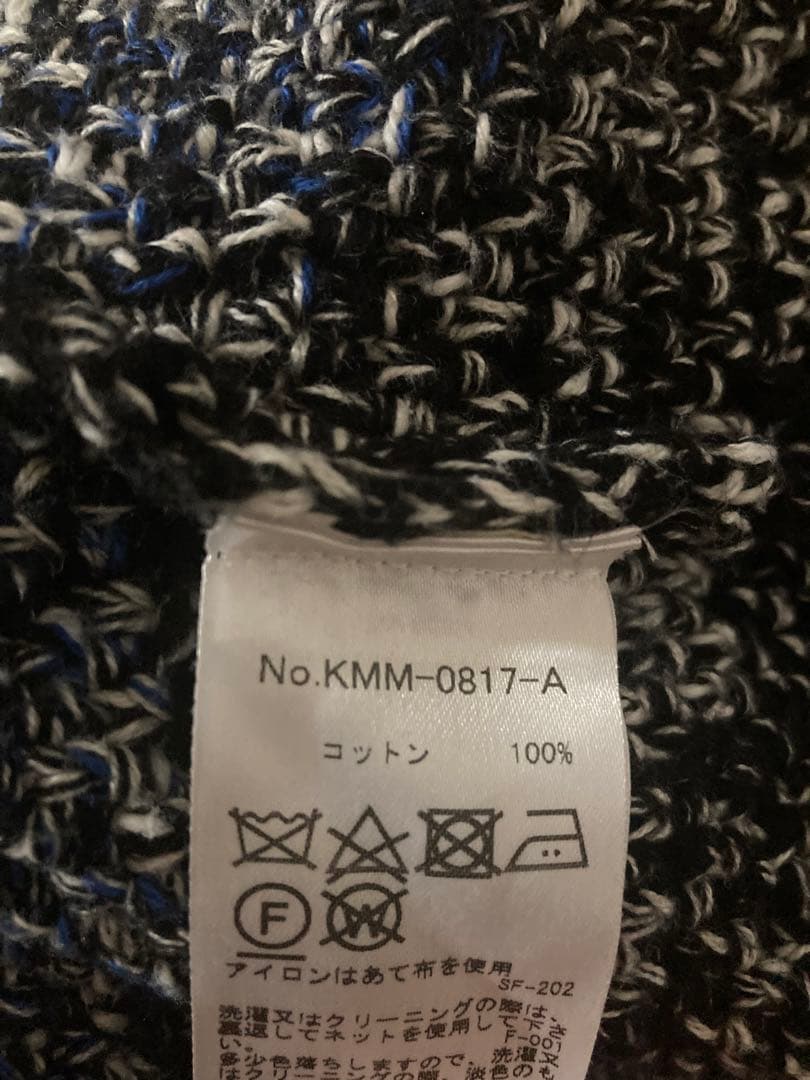 No.KMM-0817-A
コットン 100%
F
W
アイロンはあて布を使用
SF-202
洗濯又はクリーニングの際は、
裏返してネットを使用して下
い。
多少色落ちしますので、洗濯
はクリーニングの際、淡色の